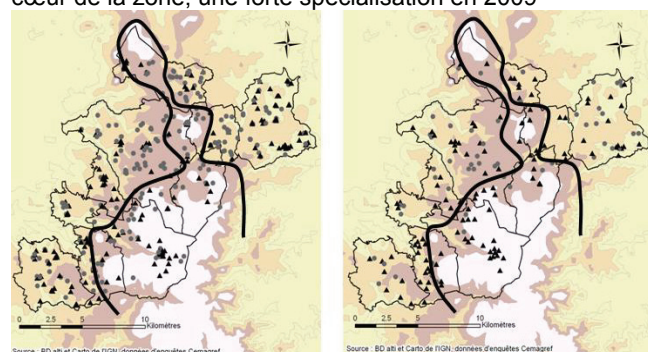 cœur de la zone, une forte spécialisation en 2009
N
N
0 2.5 5 10
Kilomètres
0 2.5 5 10
Kilomètres
Source : BD alti et Carto de l'IGN, données d'enquêtes Cemagref
Source : BD alti et Carto de l'IGN, données d'enquêtes Cemagref